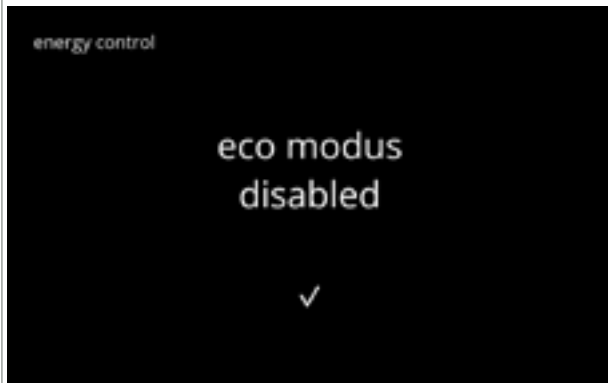 energy control
eco modus
disabled
✓